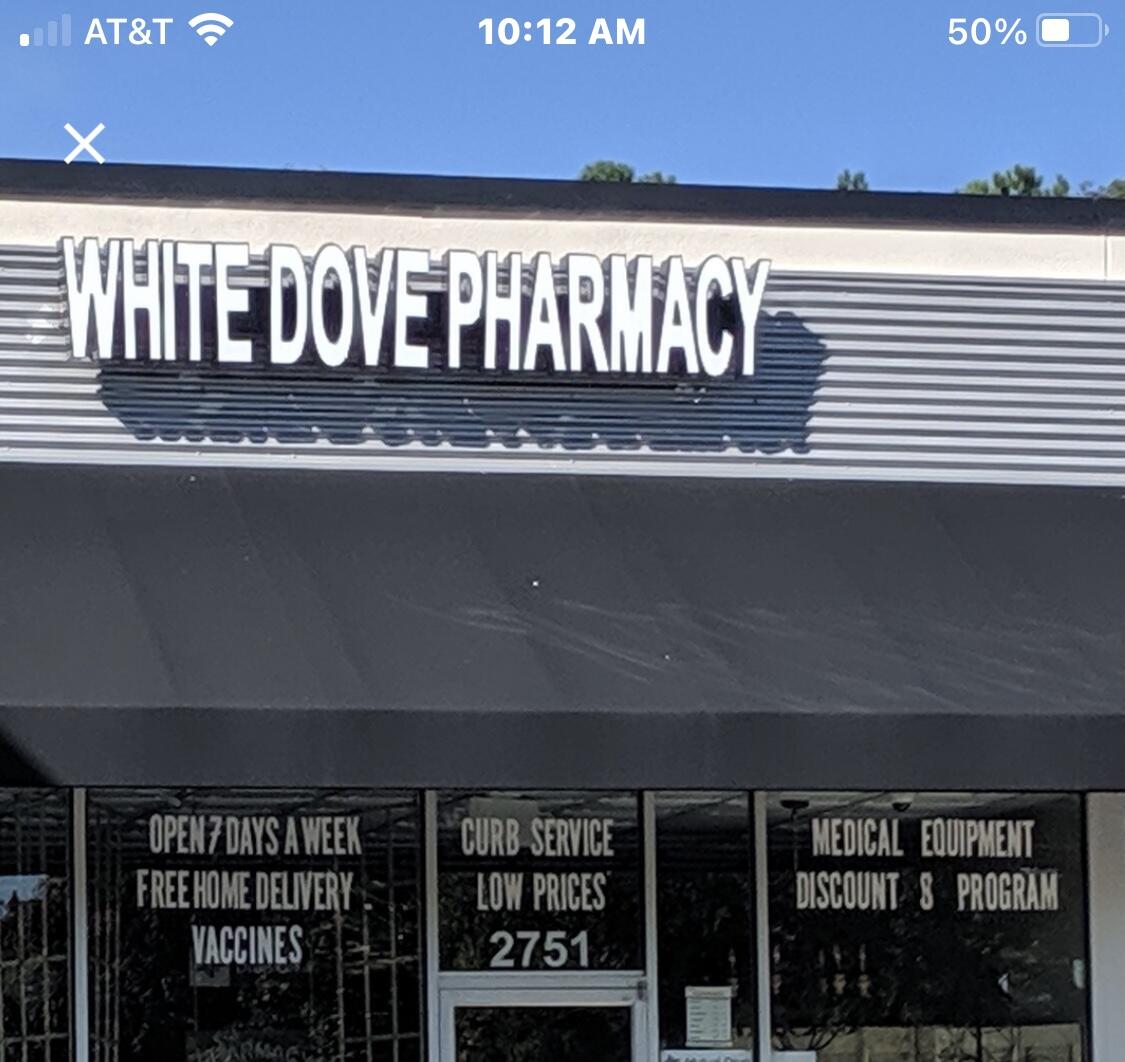 AT&T 10:12 AM 50%
WHITE DOVE PHARMACY
OPEN 7 DAYS A WEEK
FREE HOME DELIVERY
VACCINES
CURB SERVICE
LOW PRICES
2751
MEDICAL EQUIPMENT
DISCOUNT $ PROGRAM